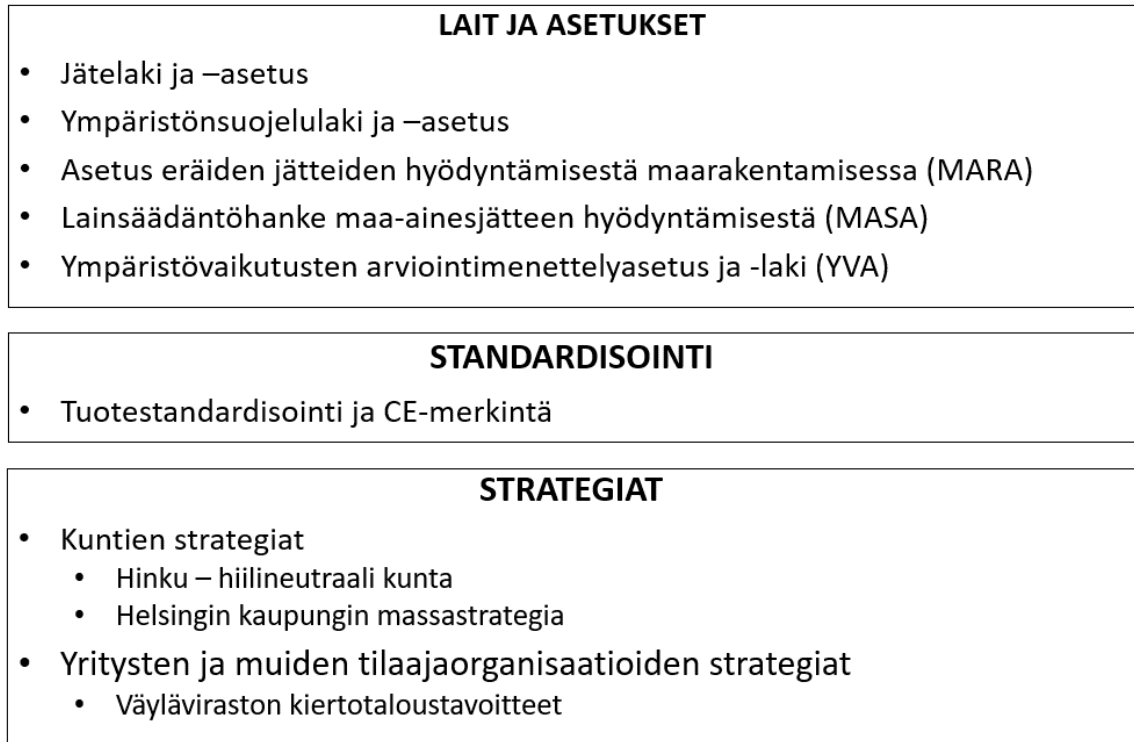 LAIT JA ASETUKSET
• Jätelaki ja –asetus
• Ympäristönsuojelulaki ja –asetus
• Asetus eräiden jätteiden hyödyntämisestä maarakentamisessa (MARA)
• Lainsäädäntöhanke maa-ainesjätteen hyödyntämisestä (MASA)
• Ympäristövaikutusten arviointimenettelyasetus ja -laki (YVA)
STANDARDISOINTI
• Tuotestandardisointi ja CE-merkintä
STRATEGIAT
• Kuntien strategiat
• Hinku – hiilineutraali kunta
• Helsingin kaupungin massastrategia
• Yritysten ja muiden tilaajaorganisaatioiden strategiat
• Väyläviraston kiertotaloustavoitteet